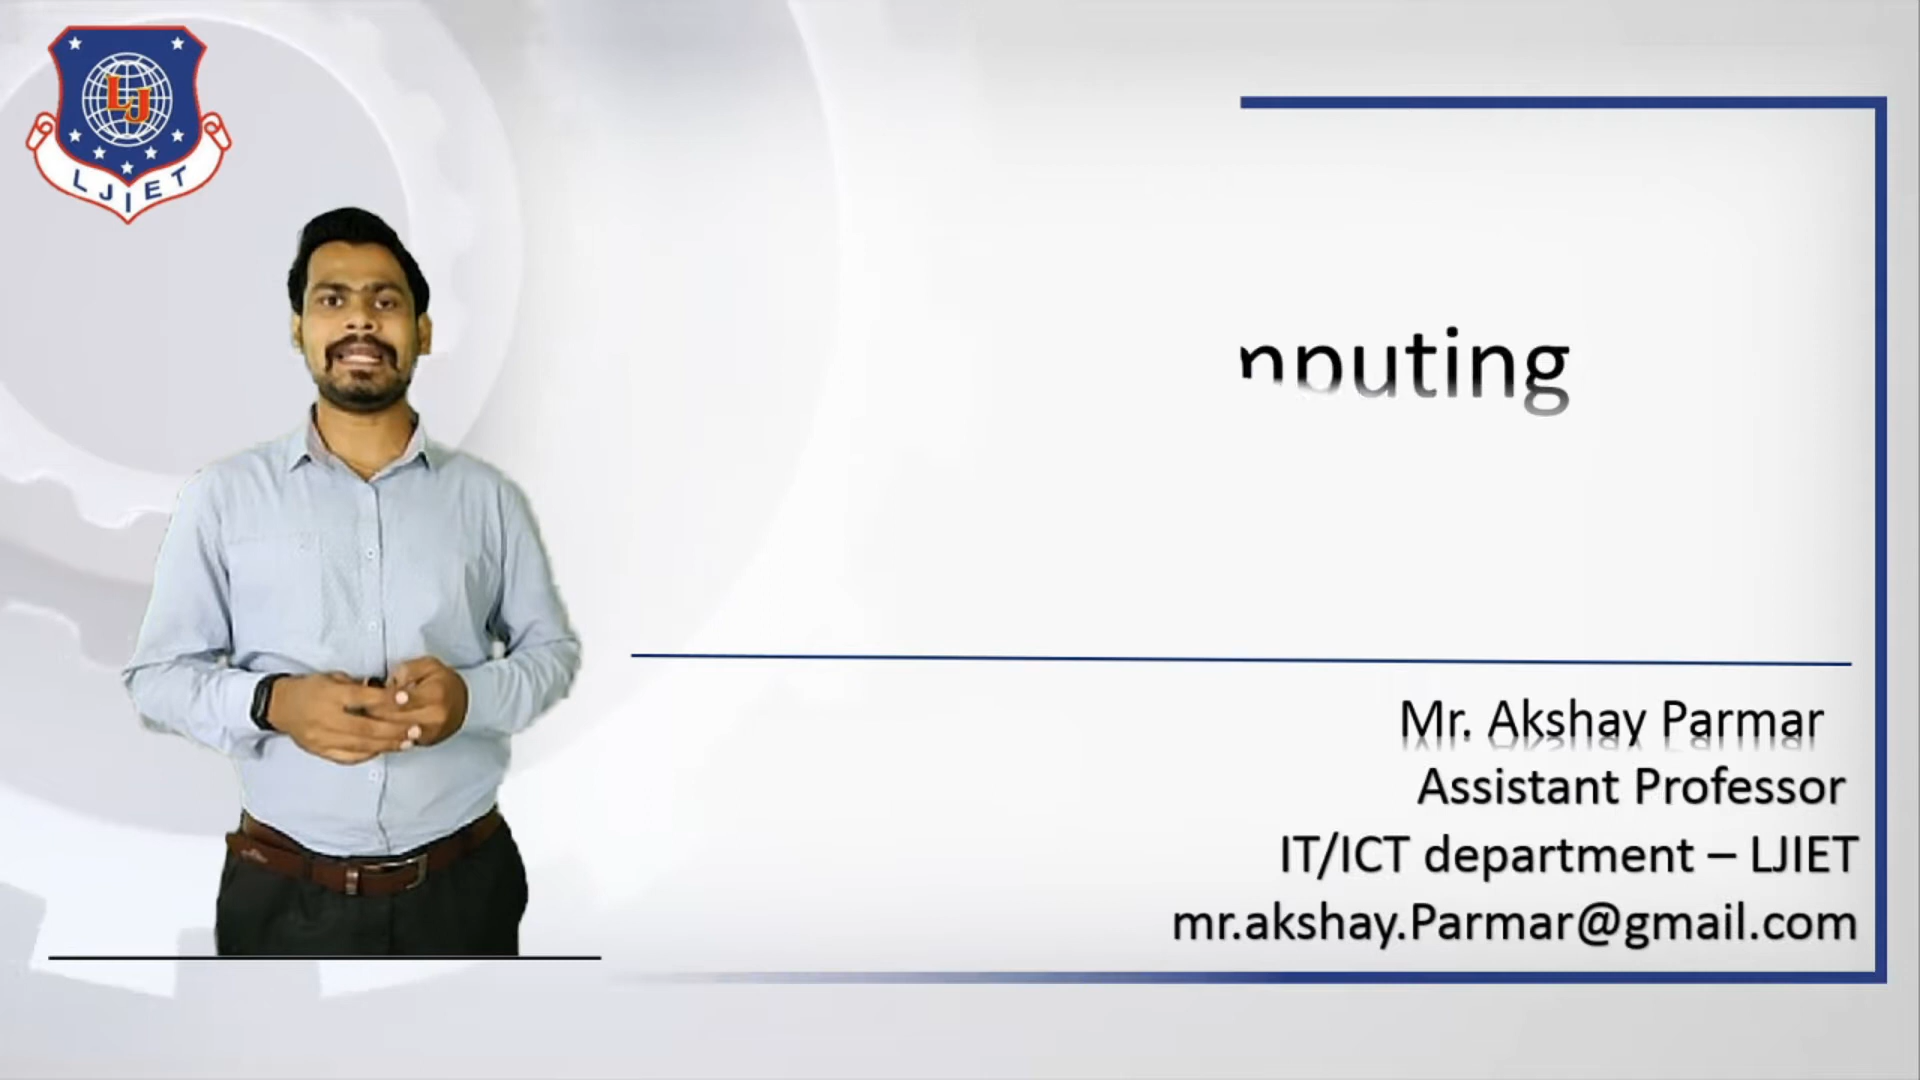 LJ
LJIET
nputing
Mr. Akshay Parmar
Assistant Professor
IT/ICT department – LJIET
mr.akshay.Parmar@gmail.com